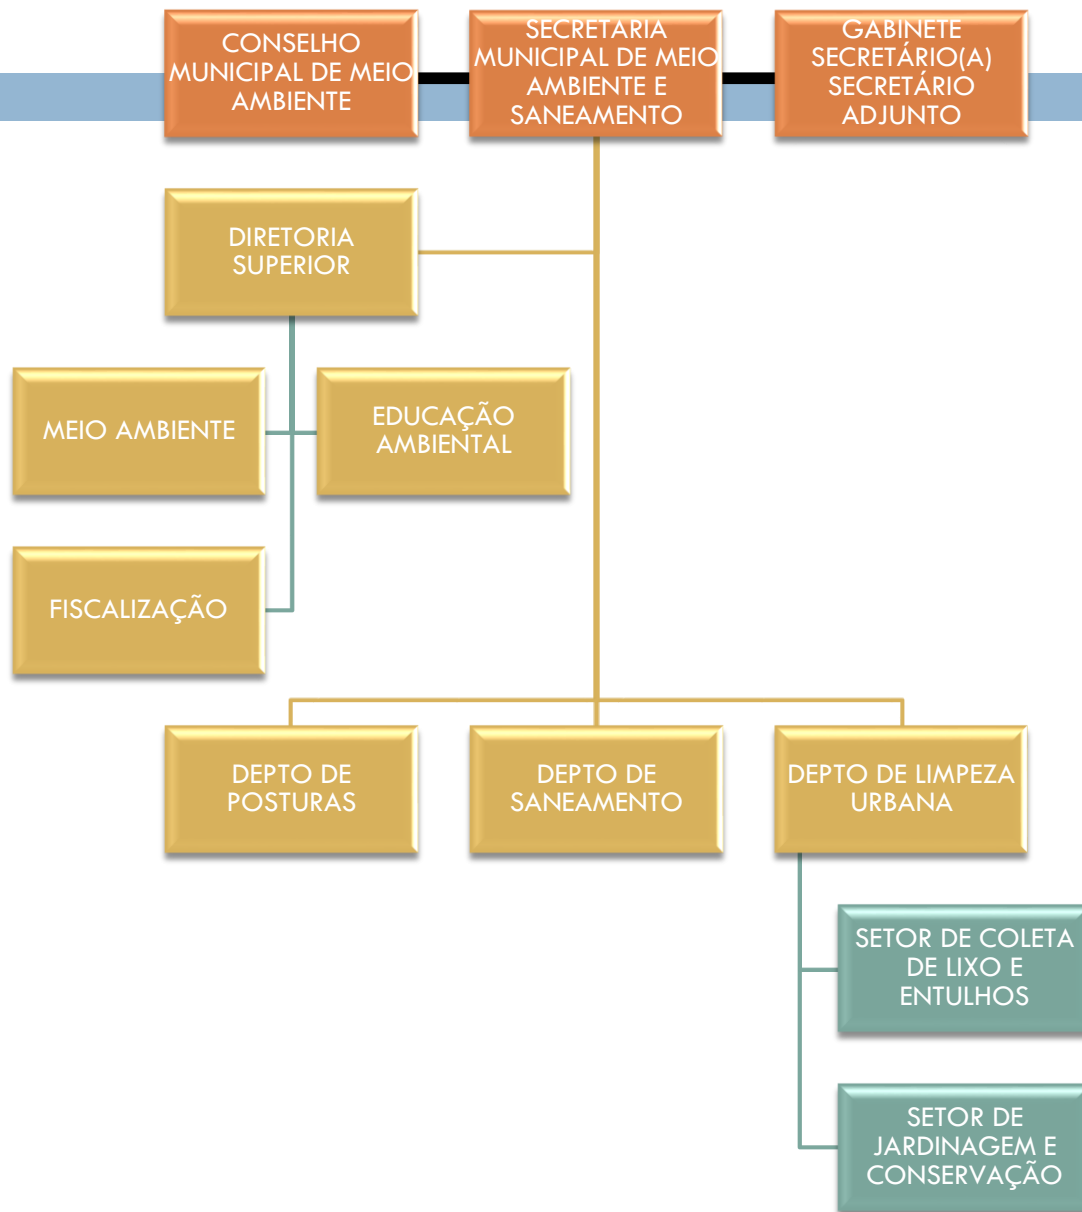 CONSELHO
MUNICIPAL DE MEIO
AMBIENTE
SECRETARIA
MUNICIPAL DE MEIO
AMBIENTE E
SANEAMENTO
GABINETE
SECRETÁRIO(A)
SECRETÁRIO
ADJUNTO
DIRETORIA
SUPERIOR
MEIO AMBIENTE
EDUCAÇÃO
AMBIENTAL
FISCALIZAÇÃO
DEPTO DE
POSTURAS
DEPTO DE
SANEAMENTO
DEPTO DE LIMPEZA
URBANA
SETOR DE COLETA
DE LIXO E
ENTULHOS
SETOR DE
JARDINAGEM E
CONSERVAÇÃO